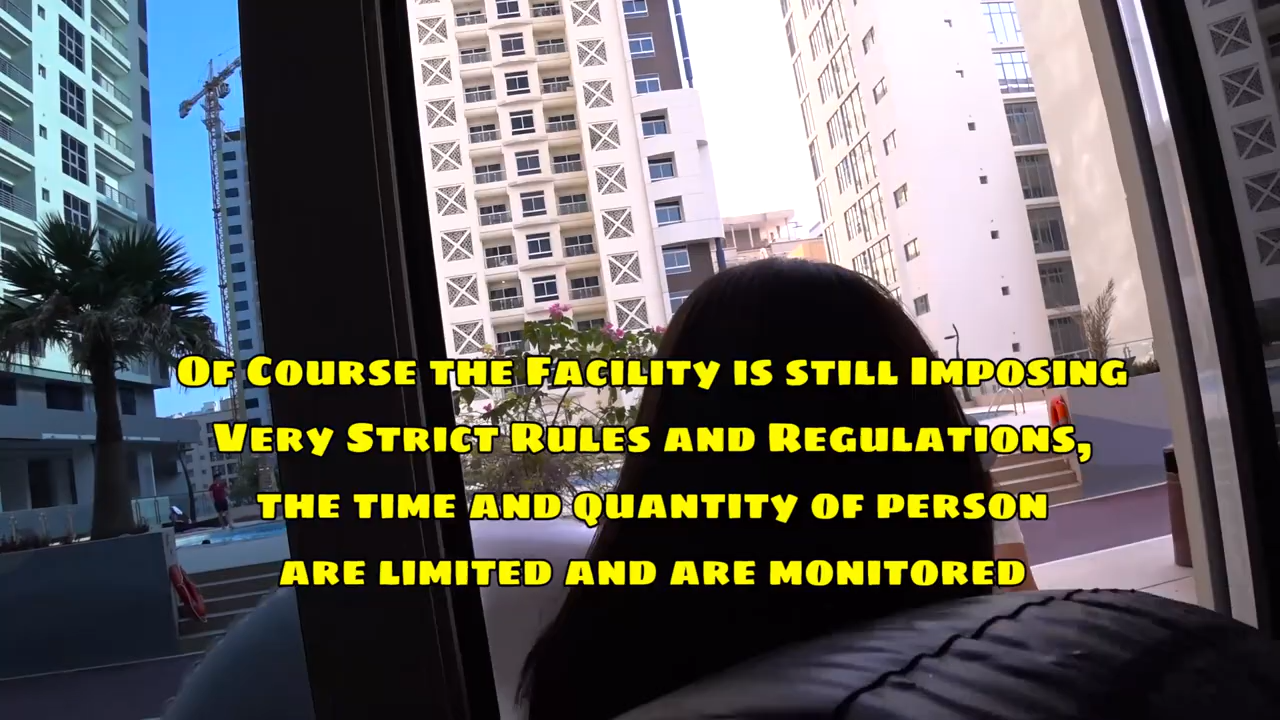 Of Course the Facility is still Imposing
Very Strict Rules and Regulations,
the time and quantity of person
are limited and are monitored